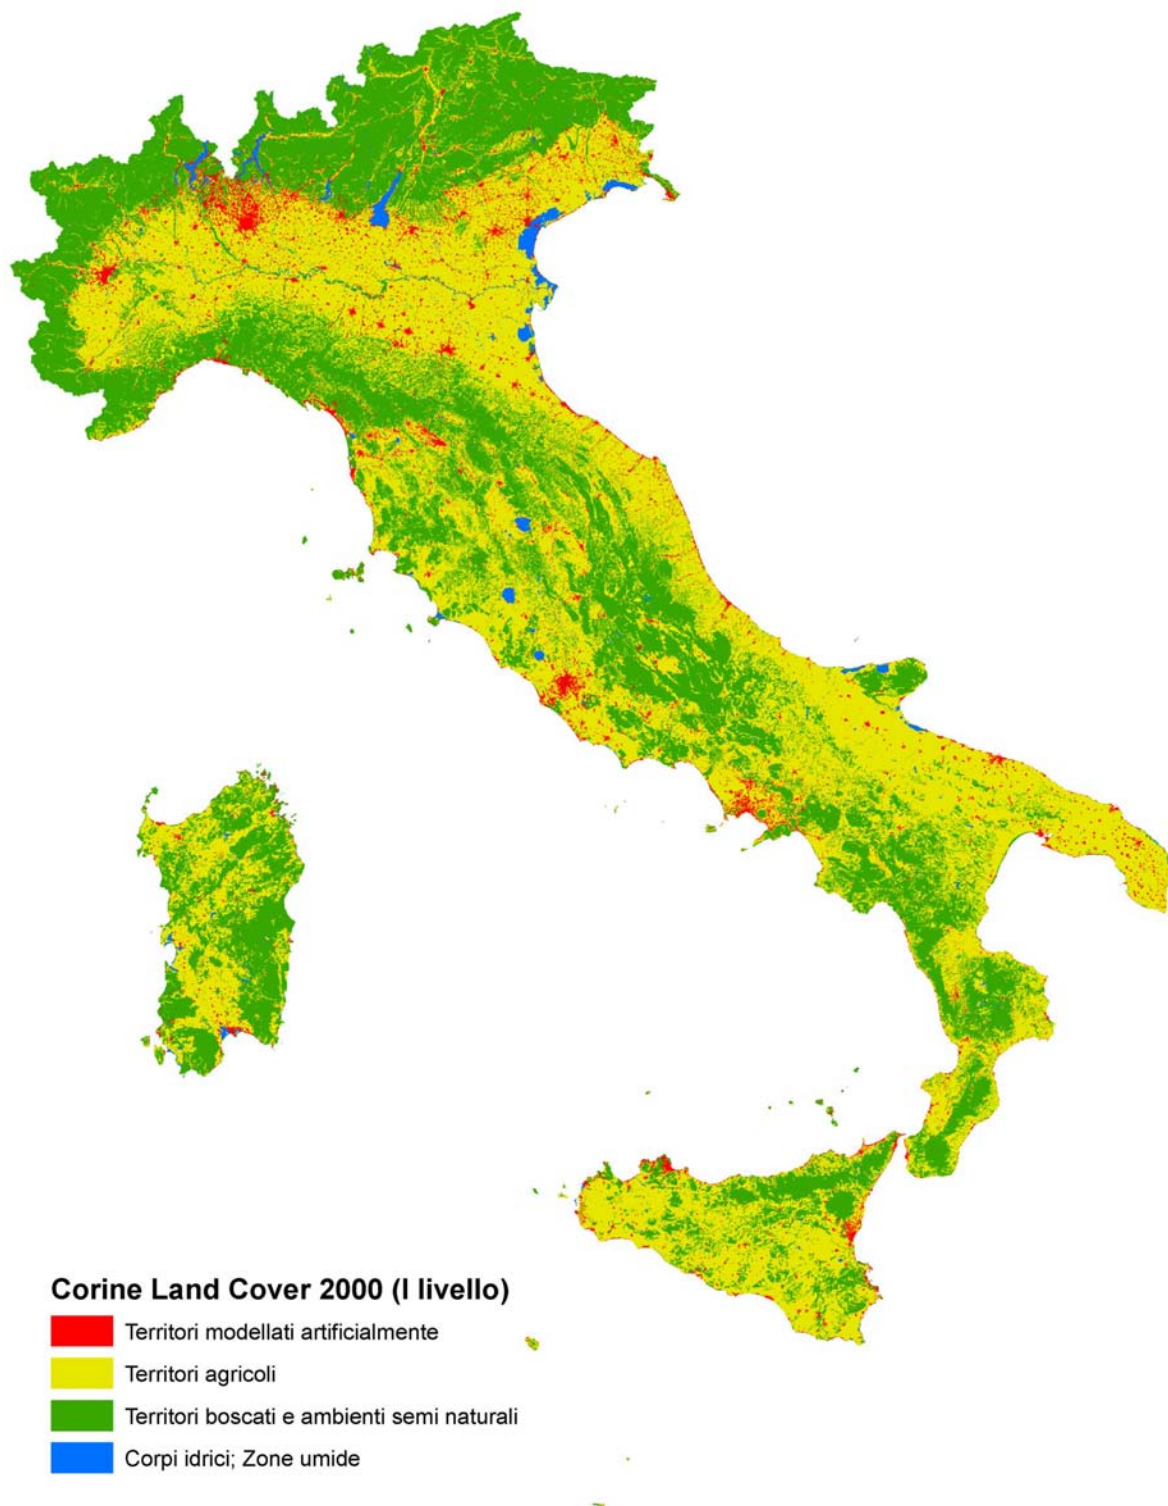 Corine Land Cover 2000 (I livello)
Territori modellati artificialmente
Territori agricoli
Territori boscati e ambienti semi naturali
Corpi idrici; Zone umide